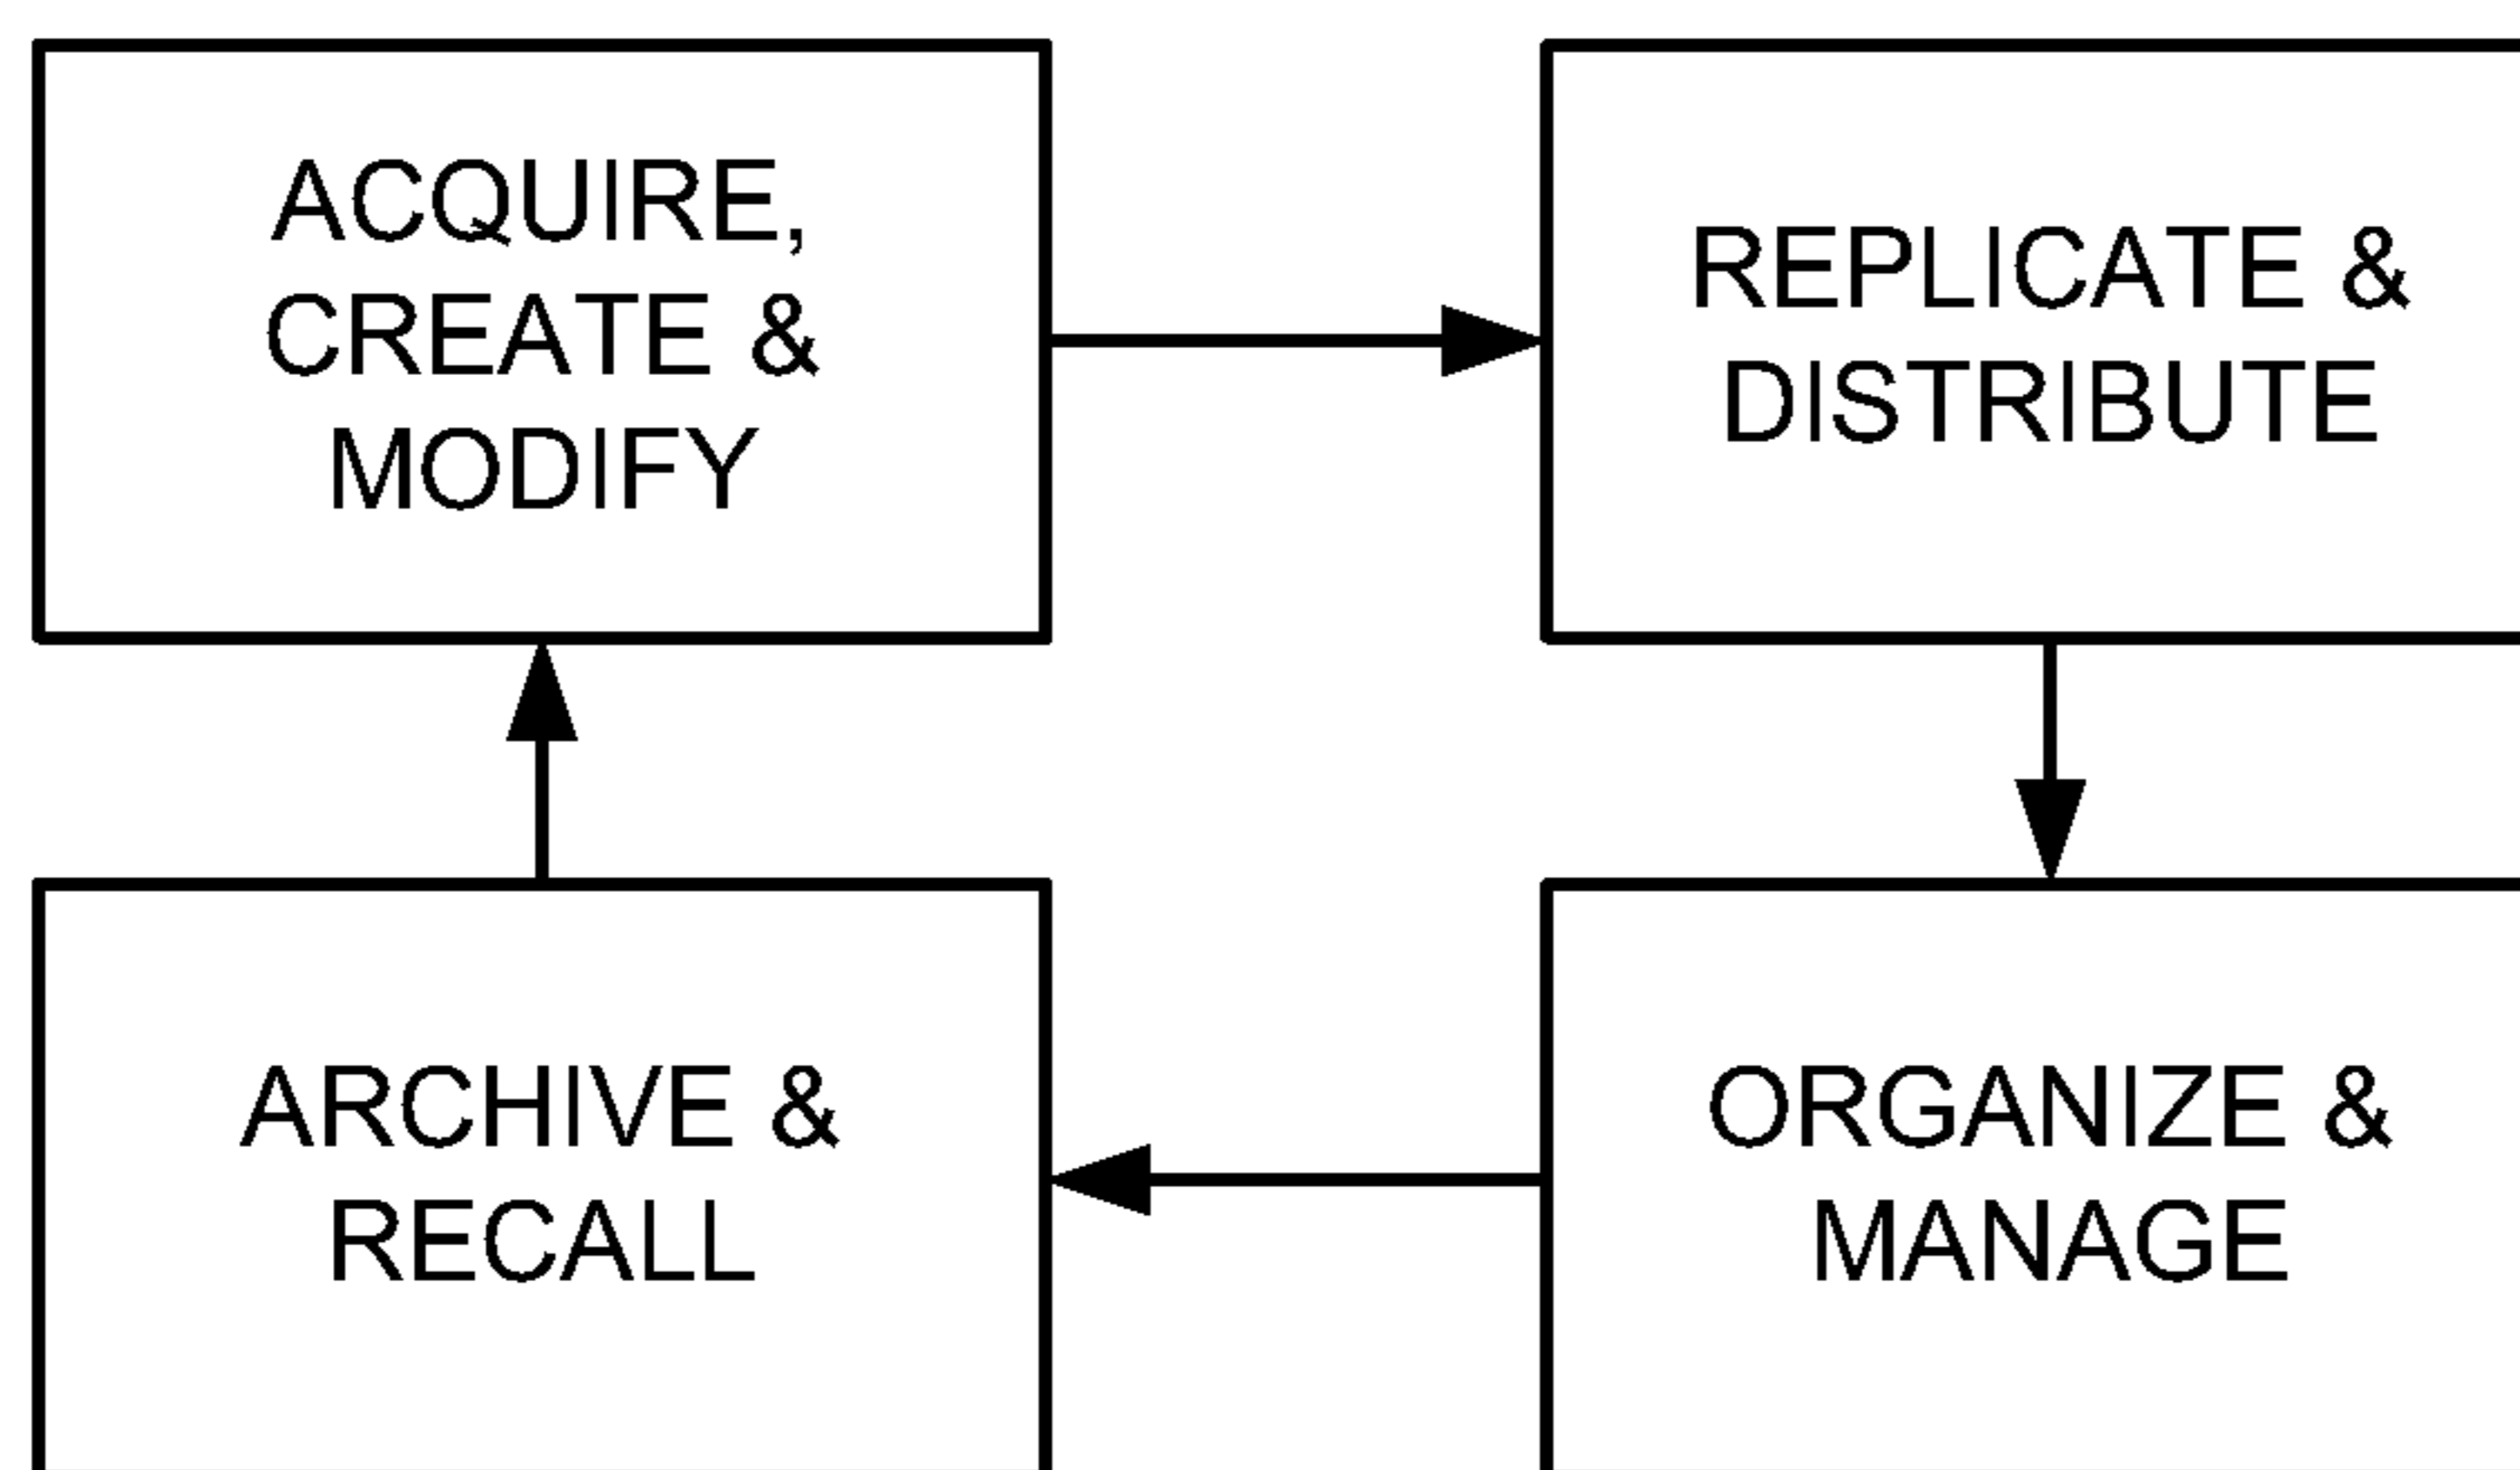 ACQUIRE,
CREATE &
MODIFY
REPLICATE &
DISTRIBUTE
ARCHIVE &
RECALL
ORGANIZE &
MANAGE